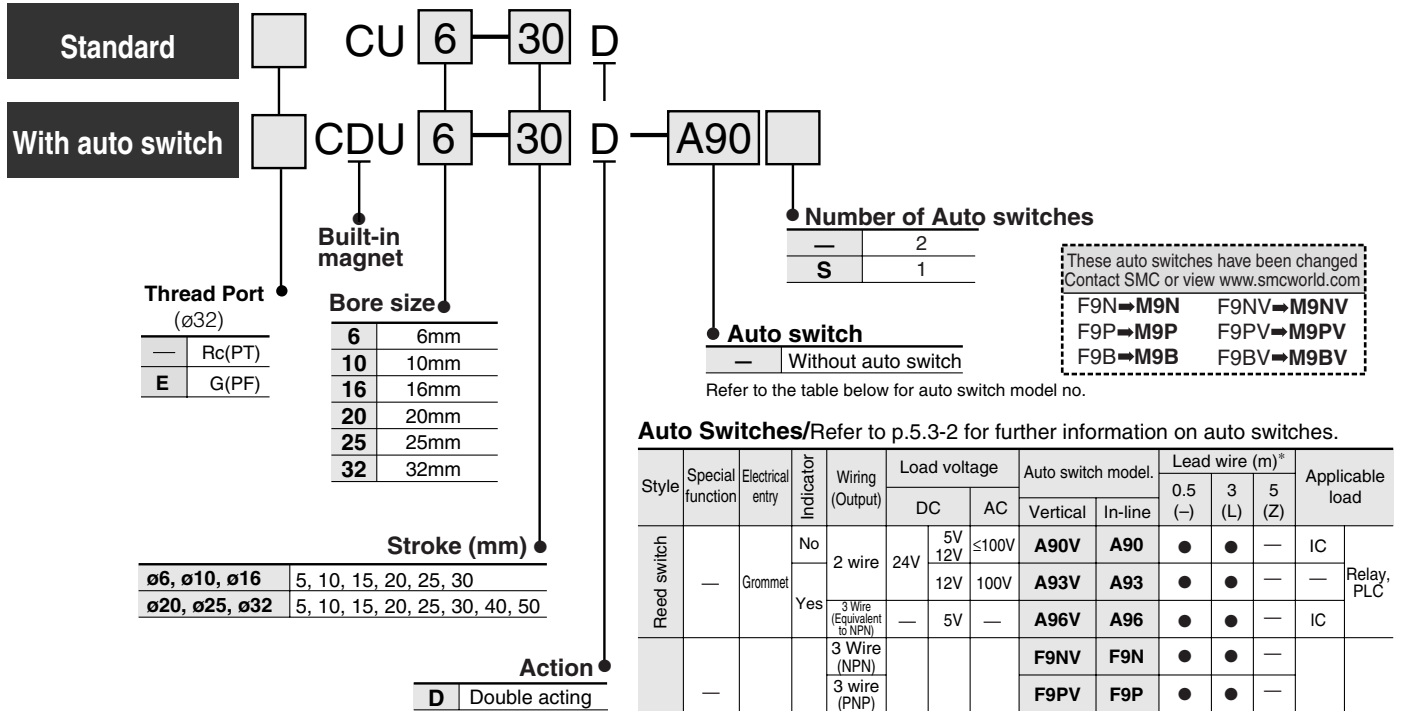 Standard
CU 6 — 30 D
With auto switch
CDU 6 — 30 D — A90
Built-in
magnet
Number of Auto switches
— 2
S 1
These auto switches have been changed
Contact SMC or view www.smcworld.com
F9N➡M9N F9NV➡M9NV
F9P➡M9P F9PV➡M9PV
F9B➡M9B F9BV➡M9BV
Thread Port
(ø32)
— Rc(PT)
E G(PF)
Bore size
6 6mm
10 10mm
16 16mm
20 20mm
25 25mm
32 32mm
Auto switch
— Without auto switch
Refer to the table below for auto switch model no.
Stroke (mm)
ø6, ø10, ø16 5, 10, 15, 20, 25, 30
ø20, ø25, ø32 5, 10, 15, 20, 25, 30, 40, 50
Action
D Double acting
Auto Switches/Refer to p.5.3-2 for further information on auto switches.
Style Special function Electrical entry Indicator Wiring (Output) Load voltage Auto switch model. Lead wire (m)* Applicable load
DC AC Vertical In-line 0.5 (–) 3 (L) 5 (Z)
Reed switch — Grommet No 2 wire 24V 5V 12V ≤100V A90V A90 ● ● — IC Relay, PLC
Yes 12V 100V A93V A93 ● ● — —
3 Wire (Equivalent to NPN) — 5V — A96V A96 ● ● — IC
— 3 Wire (NPN) F9NV F9N ● ● —
3 wire (PNP) F9PV F9P ● ● —